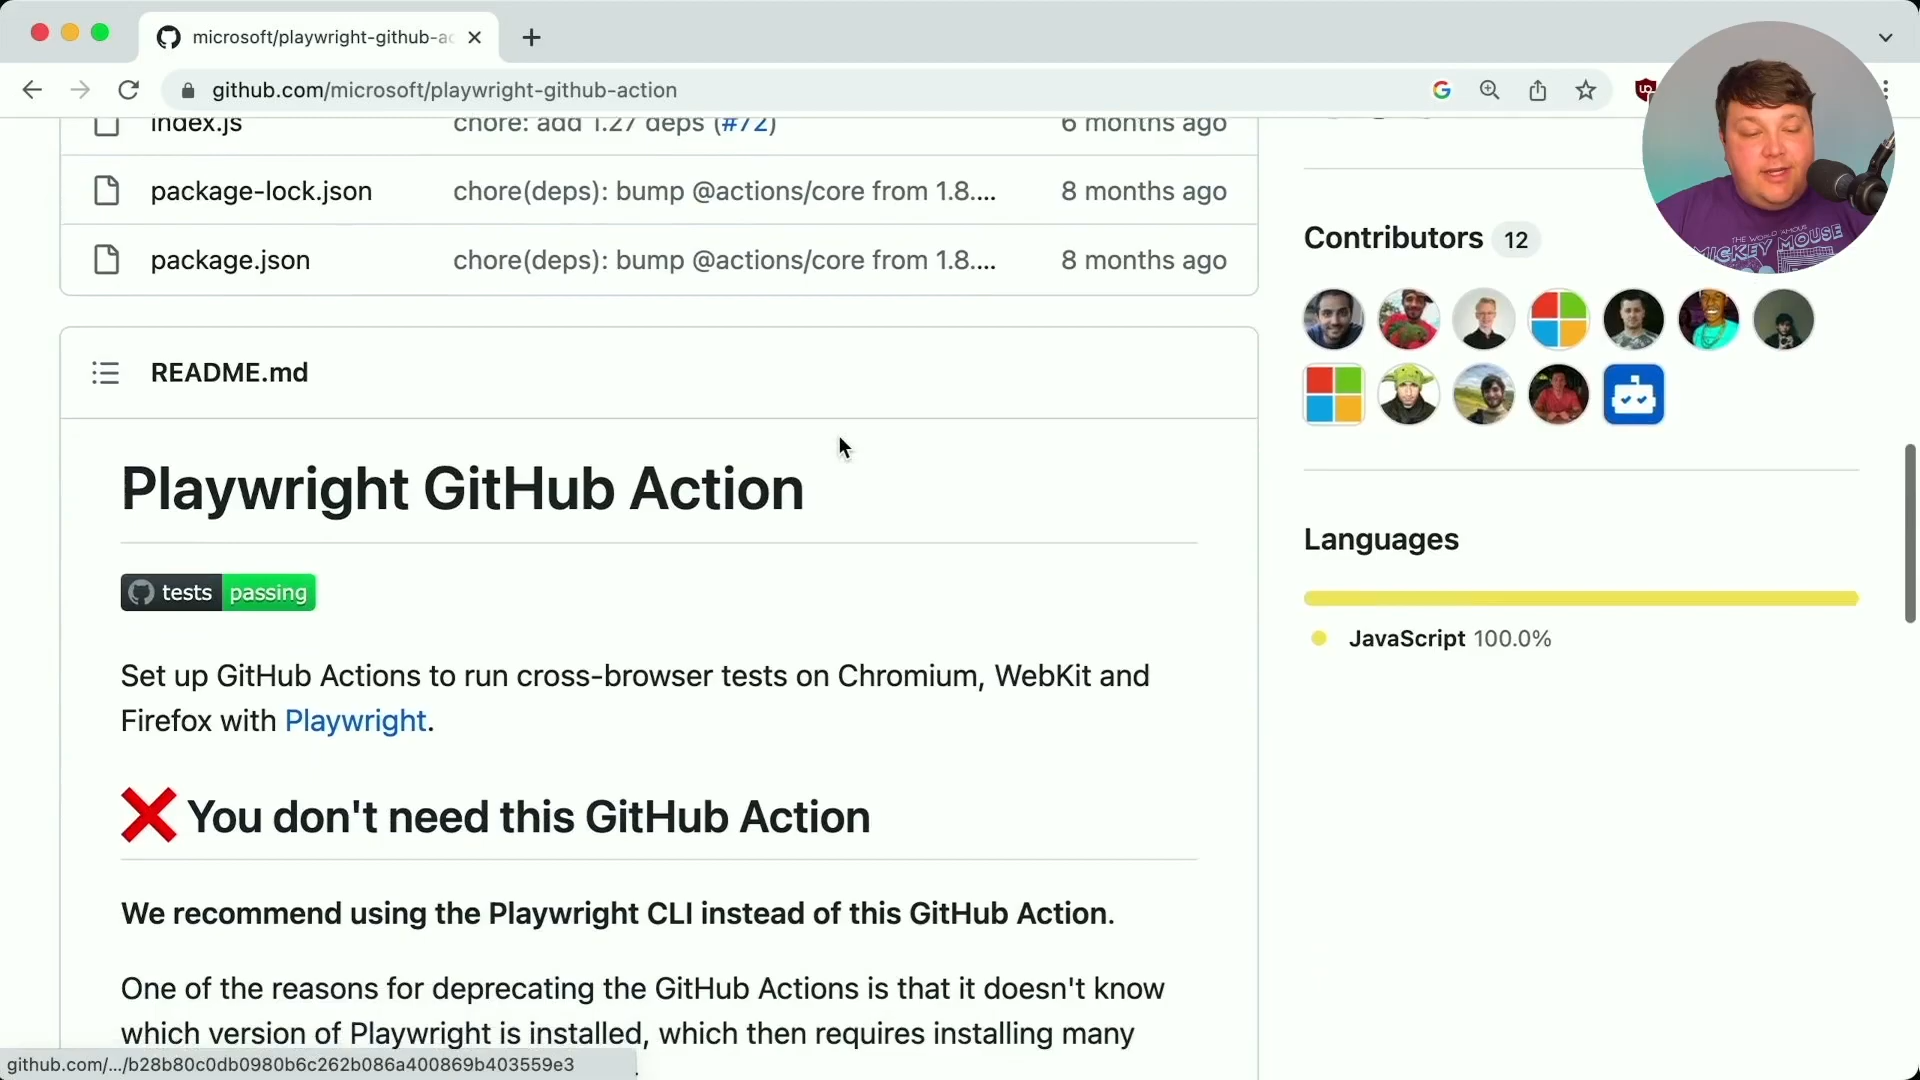 microsoft/playwright-github-ac
github.com/microsoft/playwright-github-action
index.js chore: add 1.27 deps (#72) 6 months ago
package-lock.json chore(deps): bump @actions/core from 1.8.... 8 months ago
package.json chore(deps): bump @actions/core from 1.8.... 8 months ago
README.md
Playwright GitHub Action
tests passing
Set up GitHub Actions to run cross-browser tests on Chromium, WebKit and
Firefox with Playwright.
❌ You don't need this GitHub Action
We recommend using the Playwright CLI instead of this GitHub Action.
One of the reasons for deprecating the GitHub Actions is that it doesn't know
which version of Playwright is installed, which then requires installing many
github.com/.../b28b80c0db0980b6c262b086a400869b403559e3
Contributors 12
Languages
JavaScript 100.0%
THE WORLD FAMOUS
MICKEY MOUSE